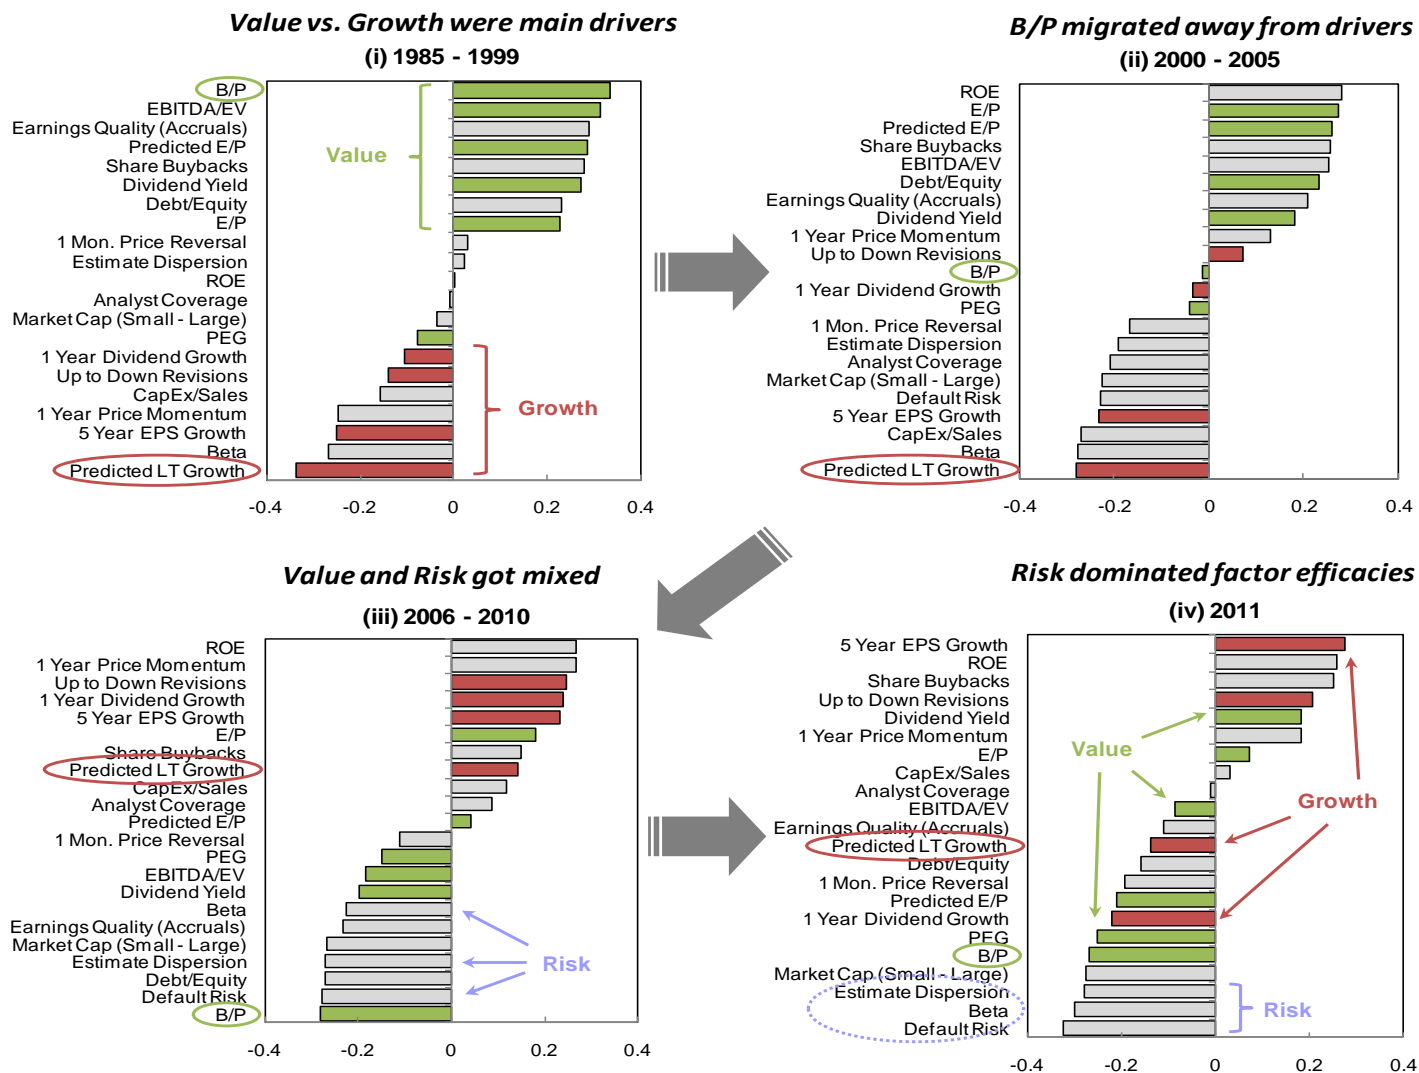 Value vs. Growth were main drivers
(i) 1985 - 1999
B/P
EBITDA/EV
Earnings Quality (Accruals)
Predicted E/P
Share Buybacks
Dividend Yield
Debt/Equity
E/P
1 Mon. Price Reversal
Estimate Dispersion
ROE
Analyst Coverage
Market Cap (Small - Large)
PEG
1 Year Dividend Growth
Up to Down Revisions
CapEx/Sales
1 Year Price Momentum
5 Year EPS Growth
Beta
Predicted LT Growth
Value
Growth
-0.4 -0.2 0 0.2 0.4
B/P migrated away from drivers
(ii) 2000 - 2005
ROE
E/P
Predicted E/P
Share Buybacks
EBITDA/EV
Debt/Equity
Earnings Quality (Accruals)
Dividend Yield
1 Year Price Momentum
Up to Down Revisions
B/P
1 Year Dividend Growth
PEG
1 Mon. Price Reversal
Estimate Dispersion
Analyst Coverage
Market Cap (Small - Large)
Default Risk
5 Year EPS Growth
CapEx/Sales
Beta
Predicted LT Growth
-0.4 -0.2 0 0.2 0.4
Value and Risk got mixed
(iii) 2006 - 2010
ROE
1 Year Price Momentum
Up to Down Revisions
1 Year Dividend Growth
5 Year EPS Growth
E/P
Share Buybacks
Predicted LT Growth
CapEx/Sales
Analyst Coverage
Predicted E/P
1 Mon. Price Reversal
PEG
EBITDA/EV
Dividend Yield
Beta
Earnings Quality (Accruals)
Market Cap (Small - Large)
Estimate Dispersion
Debt/Equity
Default Risk
B/P
Risk
-0.4 -0.2 0 0.2 0.4
Risk dominated factor efficacies
(iv) 2011
5 Year EPS Growth
ROE
Share Buybacks
Up to Down Revisions
Dividend Yield
1 Year Price Momentum
E/P
CapEx/Sales
Analyst Coverage
EBITDA/EV
Earnings Quality (Accruals)
Predicted LT Growth
Debt/Equity
1 Mon. Price Reversal
Predicted E/P
1 Year Dividend Growth
PEG
B/P
Market Cap (Small - Large)
Estimate Dispersion
Beta
Default Risk
Value
Growth
Risk
-0.4 -0.2 0 0.2 0.4